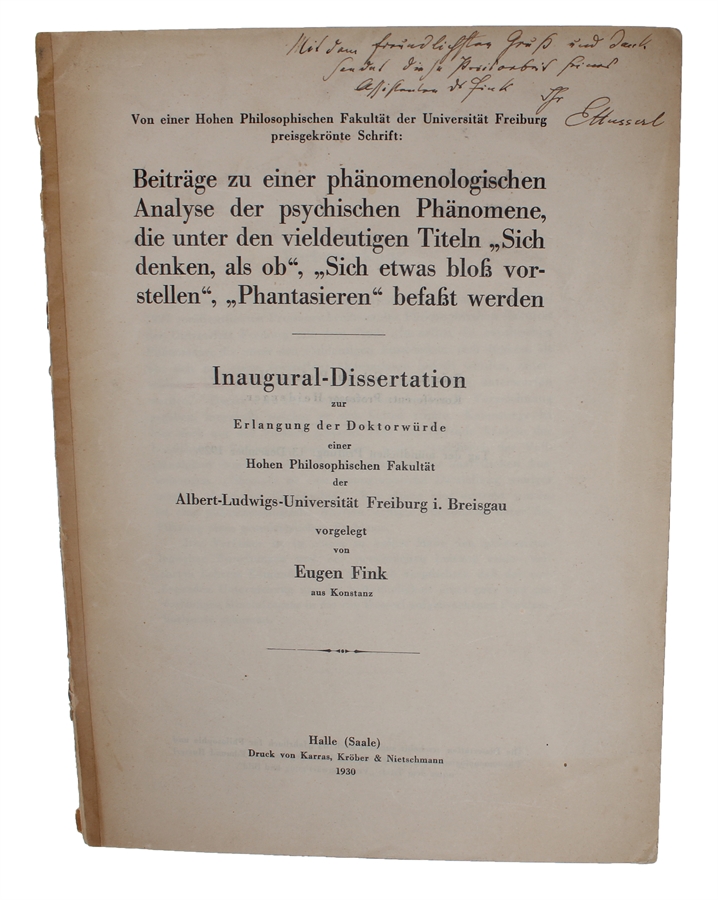 Mit dem freundlichsten Gruß und Dank
sendet diese Preisarbeit seines
Assistenten Dr Fink Ihr EHusserl
Von einer Hohen Philosophischen Fakultät der Universität Freiburg
preisgekrönte Schrift:
Beiträge zu einer phänomenologischen
Analyse der psychischen Phänomene,
die unter den vieldeutigen Titeln „Sich
denken, als ob“, „Sich etwas bloß vor-
stellen“, „Phantasieren“ befaßt werden
Inaugural-Dissertation
zur
Erlangung der Doktorwürde
einer
Hohen Philosophischen Fakultät
der
Albert-Ludwigs-Universität Freiburg i. Breisgau
vorgelegt
von
Eugen Fink
aus Konstanz
Halle (Saale)
Druck von Karras, Kröber & Nietschmann
1930